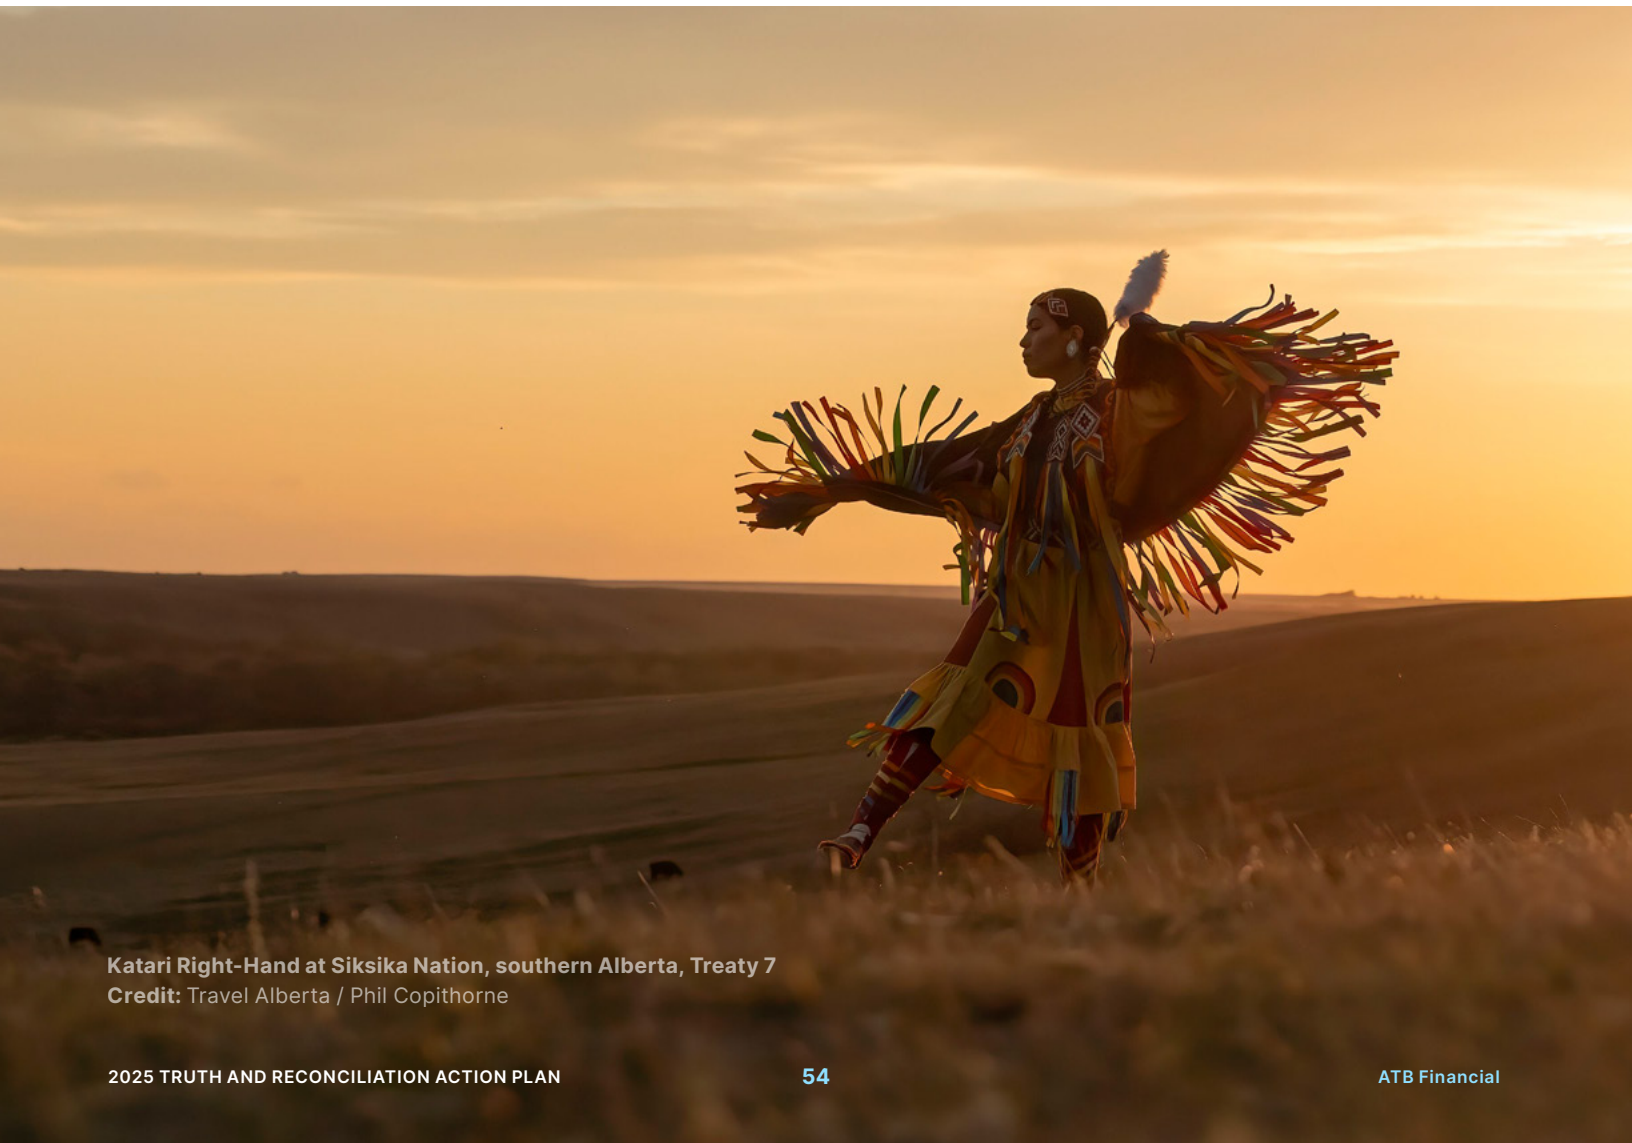 Katari Right-Hand at Siksika Nation, southern Alberta, Treaty 7
Credit: Travel Alberta / Phil Copithorne
2025 TRUTH AND RECONCILIATION ACTION PLAN
54
ATB Financial